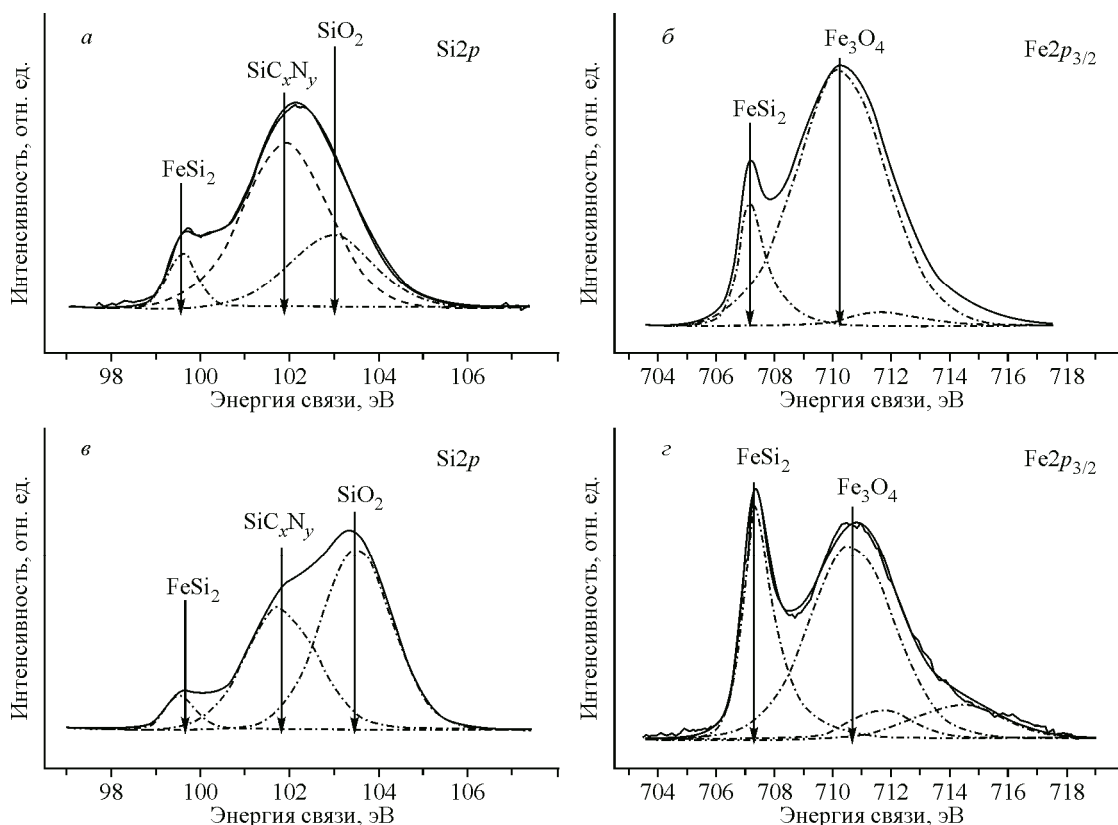 а
SiO2
Si2p
SiCxNy
FeSi2
Интенсивность, отн. ед.
98 100 102 104 106
Энергия связи, эВ
б
Fe3O4
Fe2p3/2
FeSi2
Интенсивность, отн. ед.
704 706 708 710 712 714 716 718
Энергия связи, эВ
в
Si2p
SiO2
SiCxNy
FeSi2
Интенсивность, отн. ед.
98 100 102 104 106
Энергия связи, эВ
г
FeSi2
Fe2p3/2
Fe3O4
Интенсивность, отн. ед.
704 706 708 710 712 714 716 718
Энергия связи, эВ